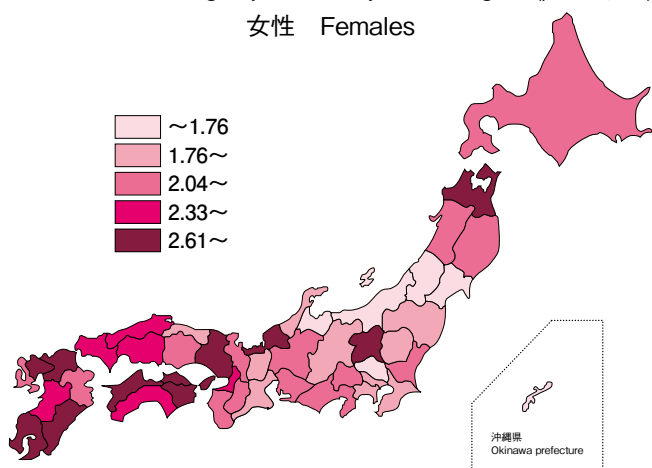 女性 Females
～1.76
1.76～
2.04～
2.33～
2.61～
沖縄県
Okinawa prefecture